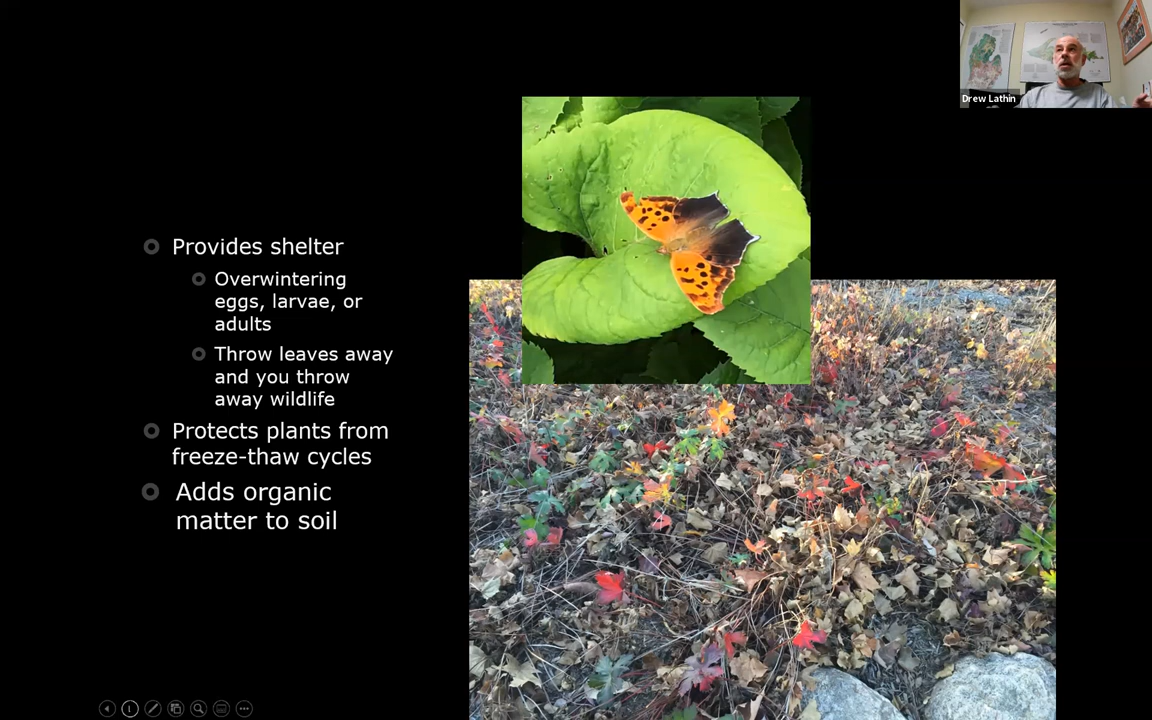 Drew Lathin
Provides shelter
Overwintering
eggs, larvae, or
adults
Throw leaves away
and you throw
away wildlife
Protects plants from
freeze-thaw cycles
Adds organic
matter to soil